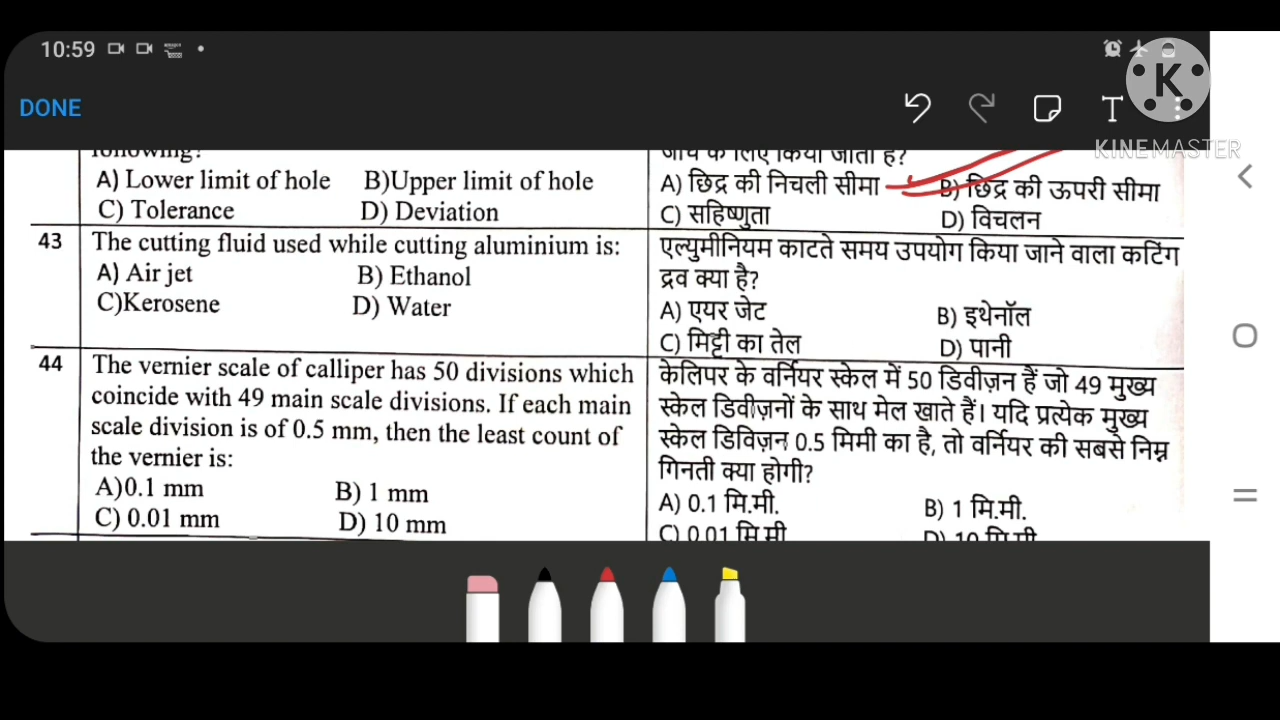 10:59
DONE
T
K
KINEMASTER
following?
A) Lower limit of hole B)Upper limit of hole
C) Tolerance D) Deviation
जांच के लिए किया जाता है?
A) छिद्र की निचली सीमा B) छिद्र की ऊपरी सीमा
C) सहिष्णुता D) विचलन
43 The cutting fluid used while cutting aluminium is:
A) Air jet B) Ethanol
C)Kerosene D) Water
एल्युमीनियम काटते समय उपयोग किया जाने वाला कटिंग
द्रव क्या है?
A) एयर जेट B) इथेनॉल
C) मिट्टी का तेल D) पानी
44 The vernier scale of calliper has 50 divisions which
coincide with 49 main scale divisions. If each main
scale division is of 0.5 mm, then the least count of
the vernier is:
A)0.1 mm B) 1 mm
C) 0.01 mm D) 10 mm
केलिपर के वर्नियर स्केल में 50 डिवीज़न हैं जो 49 मुख्य
स्केल डिवीज़नों के साथ मेल खाते हैं। यदि प्रत्येक मुख्य
स्केल डिविज़न 0.5 मिमी का है, तो वर्नियर की सबसे निम्न
गिनती क्या होगी?
A) 0.1 मि.मी. B) 1 मि.मी.
C) 0.01 मि.मी D) 10 मि.मी